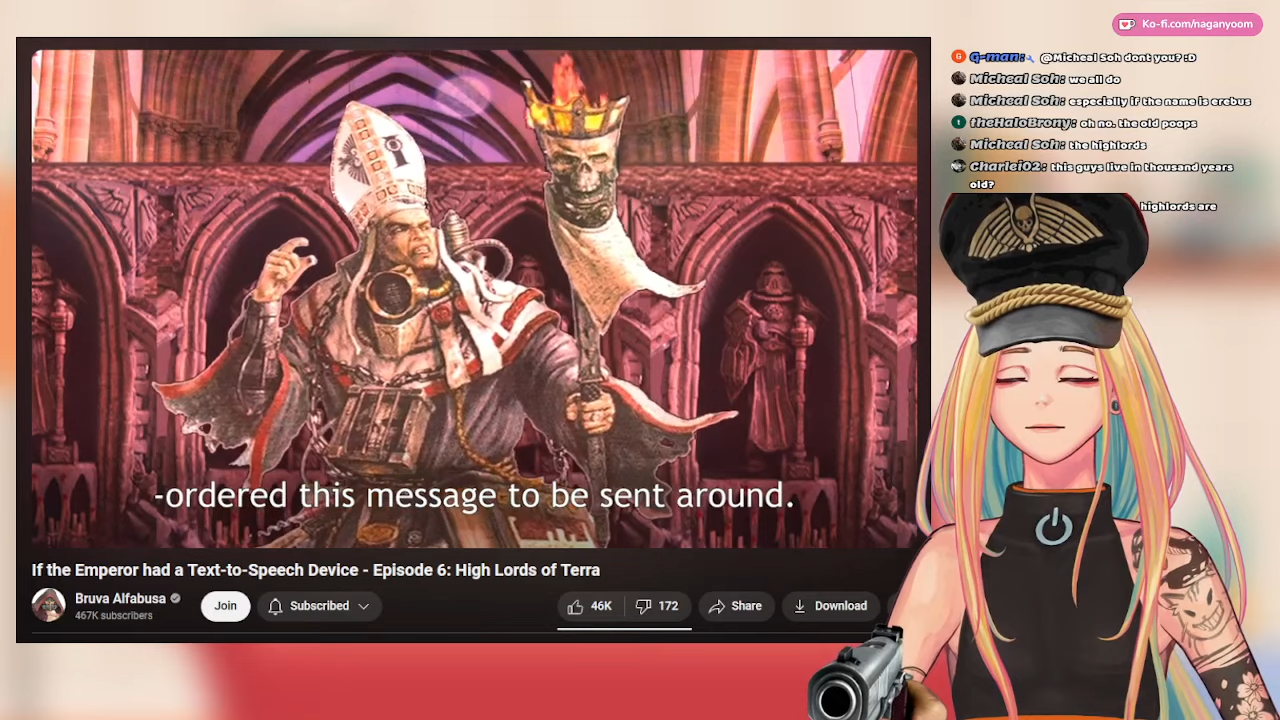 Ko-fi.com/naganyoom
G-man: @Micheal Soh dont you? :D
Micheal Soh: we all do
Micheal Soh: especially if the name is erebus
theHaloBrony: oh no. the old poops
Micheal Soh: the highlords
Charlei02: this guys live in thousand years
old?
highlords are
-ordered this message to be sent around.
If the Emperor had a Text-to-Speech Device - Episode 6: High Lords of Terra
Bruva Alfabusa
467K subscribers
Join
Subscribed
46K
172
Share
Download